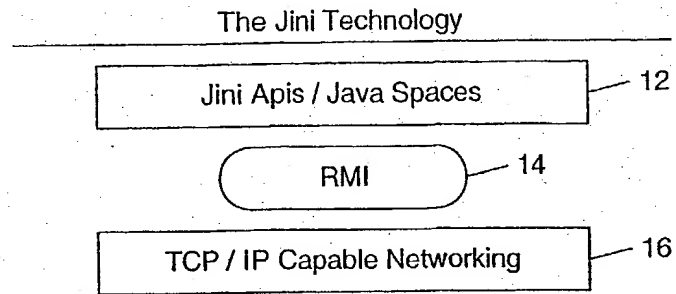 The Jini Technology
Jini Apis / Java Spaces
12
RMI
14
TCP / IP Capable Networking
16